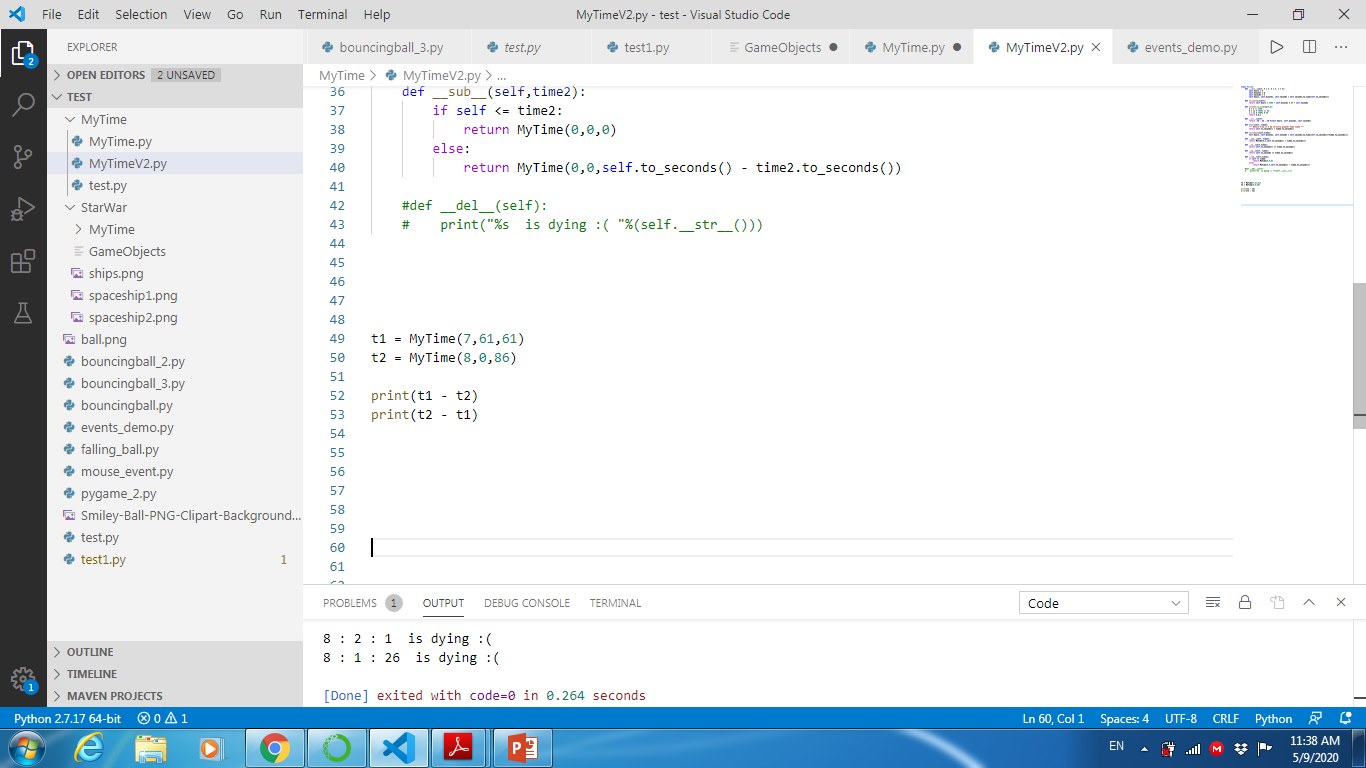 File Edit Selection View Go Run Terminal Help MyTimeV2.py - test - Visual Studio Code
EXPLORER
2
OPEN EDITORS 2 UNSAVED
TEST
MyTime
MyTime.py
MyTimeV2.py
test.py
StarWar
MyTime
GameObjects
ships.png
spaceship1.png
spaceship2.png
ball.png
bouncingball_2.py
bouncingball_3.py
bouncingball.py
events_demo.py
falling_ball.py
mouse_event.py
pygame_2.py
Smiley-Ball-PNG-Clipart-Background...
test.py
test1.py 1
OUTLINE
TIMELINE
MAVEN PROJECTS
1
bouncingball_3.py test.py test1.py GameObjects MyTime.py MyTimeV2.py events_demo.py
MyTime > MyTimeV2.py > ...
36 def __sub__(self,time2):
37 if self <= time2:
38 return MyTime(0,0,0)
39 else:
40 return MyTime(0,0,self.to_seconds() - time2.to_seconds())
41
42 #def __del__(self):
43 # print("%s  is dying :( "%(self.__str__()))
44
45
46
47
48
49 t1 = MyTime(7,61,61)
50 t2 = MyTime(8,0,86)
51
52 print(t1 - t2)
53 print(t2 - t1)
54
55
56
57
58
59
60
61
PROBLEMS 1 OUTPUT DEBUG CONSOLE TERMINAL Code
8 : 2 : 1  is dying :(
8 : 1 : 26  is dying :(
[Done] exited with code=0 in 0.264 seconds
Python 2.7.17 64-bit 0 1 Ln 60, Col 1 Spaces: 4 UTF-8 CRLF Python
EN 11:38 AM
5/9/2020